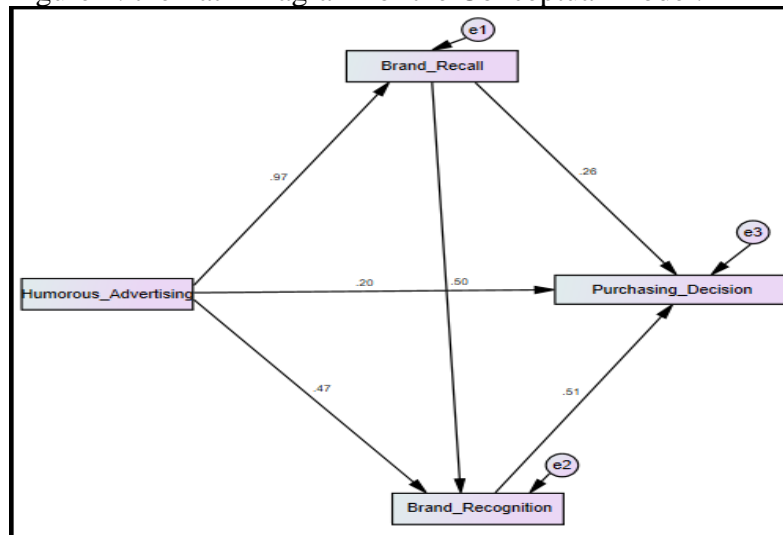 e1
Brand_Recall
.97
.26
e3
Humorous_Advertising
.20
.50
Purchasing_Decision
.47
.51
e2
Brand_Recognition